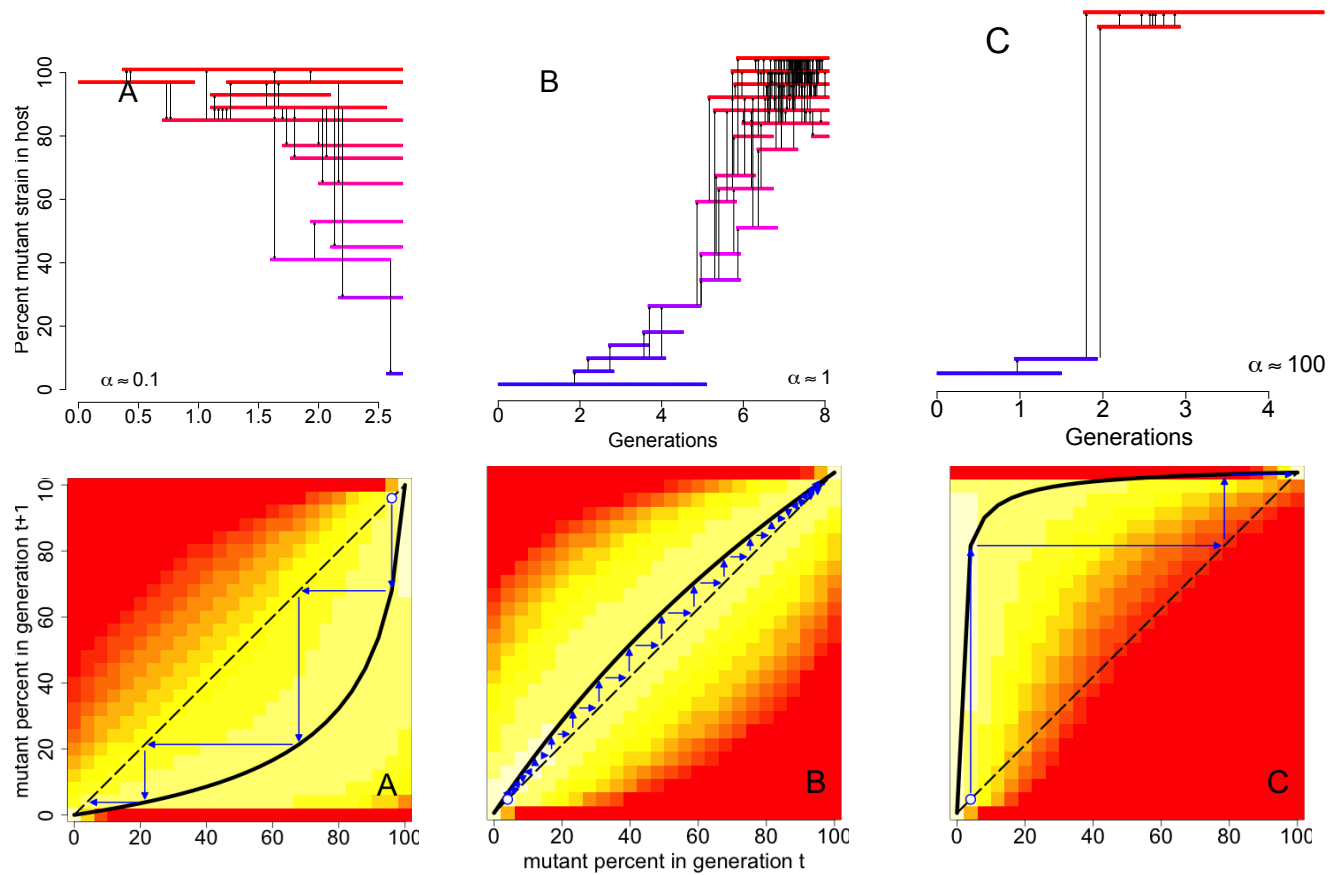 A
B
C
Percent mutant strain in host
0 20 40 60 80 100
α ≈ 0.1
α ≈ 1
α ≈ 100
0.0 0.5 1.0 1.5 2.0 2.5
0 2 4 6 8
0 1 2 3 4
Generations
Generations
mutant percent in generation t+1
0 20 40 60 80 10
A
B
C
0 20 40 60 80 100
0 20 40 60 80 100
0 20 40 60 80 100
mutant percent in generation t